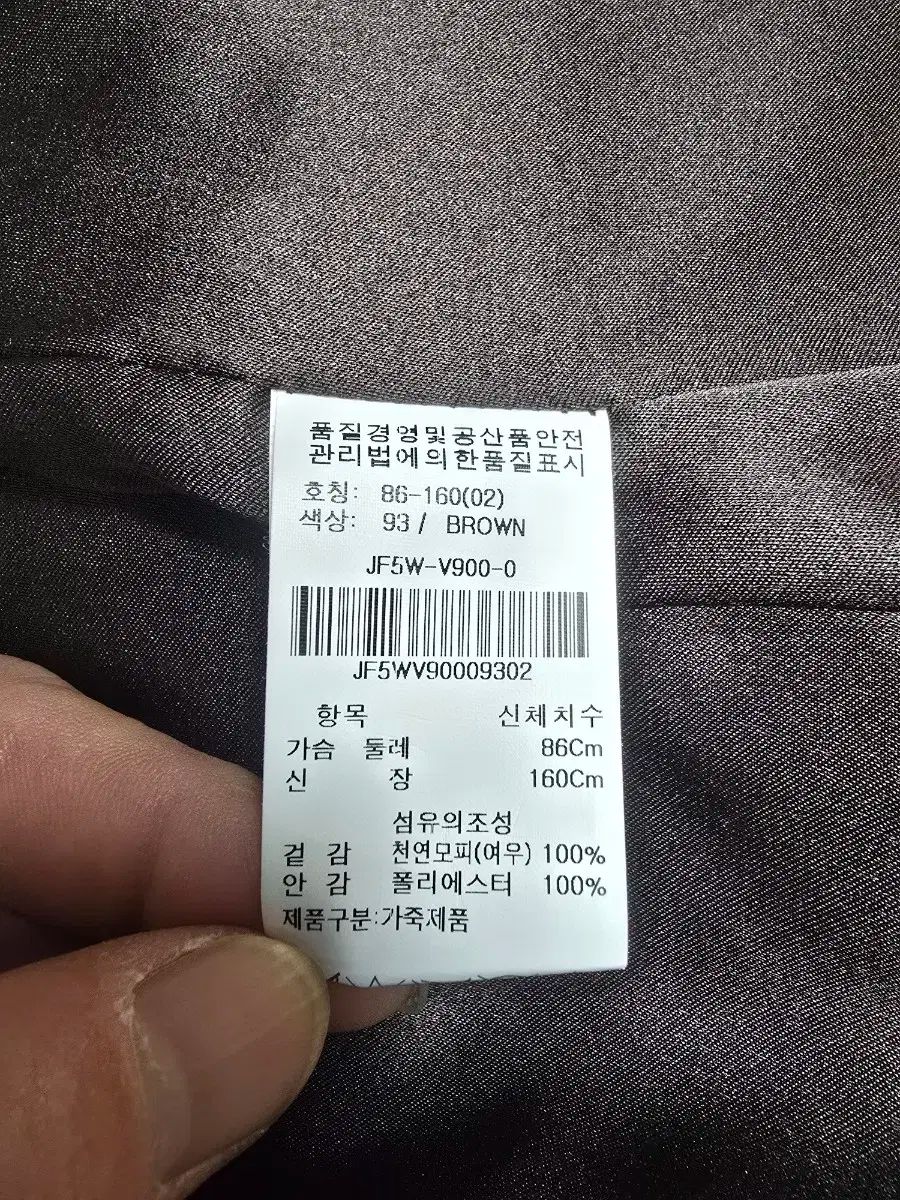 품질경영및공산품안전
관리법에의한품질표시
호칭: 86-160(02)
색상: 93 / BROWN
JF5W-V900-0
JF5WV90009302
항목 신체치수
가슴 둘레 86Cm
신 장 160Cm
섬유의조성
겉 감 천연모피(여우) 100%
안 감 폴리에스터 100%
제품구분:가죽제품